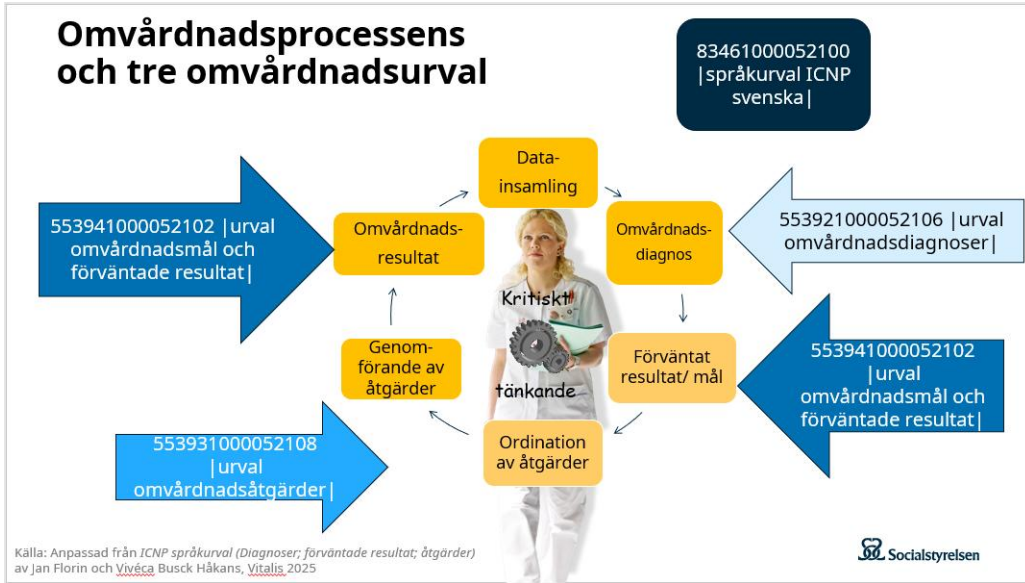 Omvårdnadsprocessens
och tre omvårdnadsurval
83461000052100
|språkurval ICNP
svenska|
Data-
insamling
553941000052102 |urval
omvårdnadsmål och
förväntade resultat|
Omvårdnads-
resultat
Omvårdnads-
diagnos
553921000052106 |urval
omvårdnadsdiagnoser|
Kritiskt
tänkande
Genom-
förande av
åtgärder
Förväntat
resultat/ mål
553941000052102
|urval
omvårdnadsmål och
förväntade resultat|
553931000052108
|urval
omvårdnadsåtgärder|
Ordination
av åtgärder
Källa: Anpassad från ICNP språkurval (Diagnoser; förväntade resultat; åtgärder)
av Jan Florin och Vivéca Busck Håkans, Vitalis 2025
Socialstyrelsen